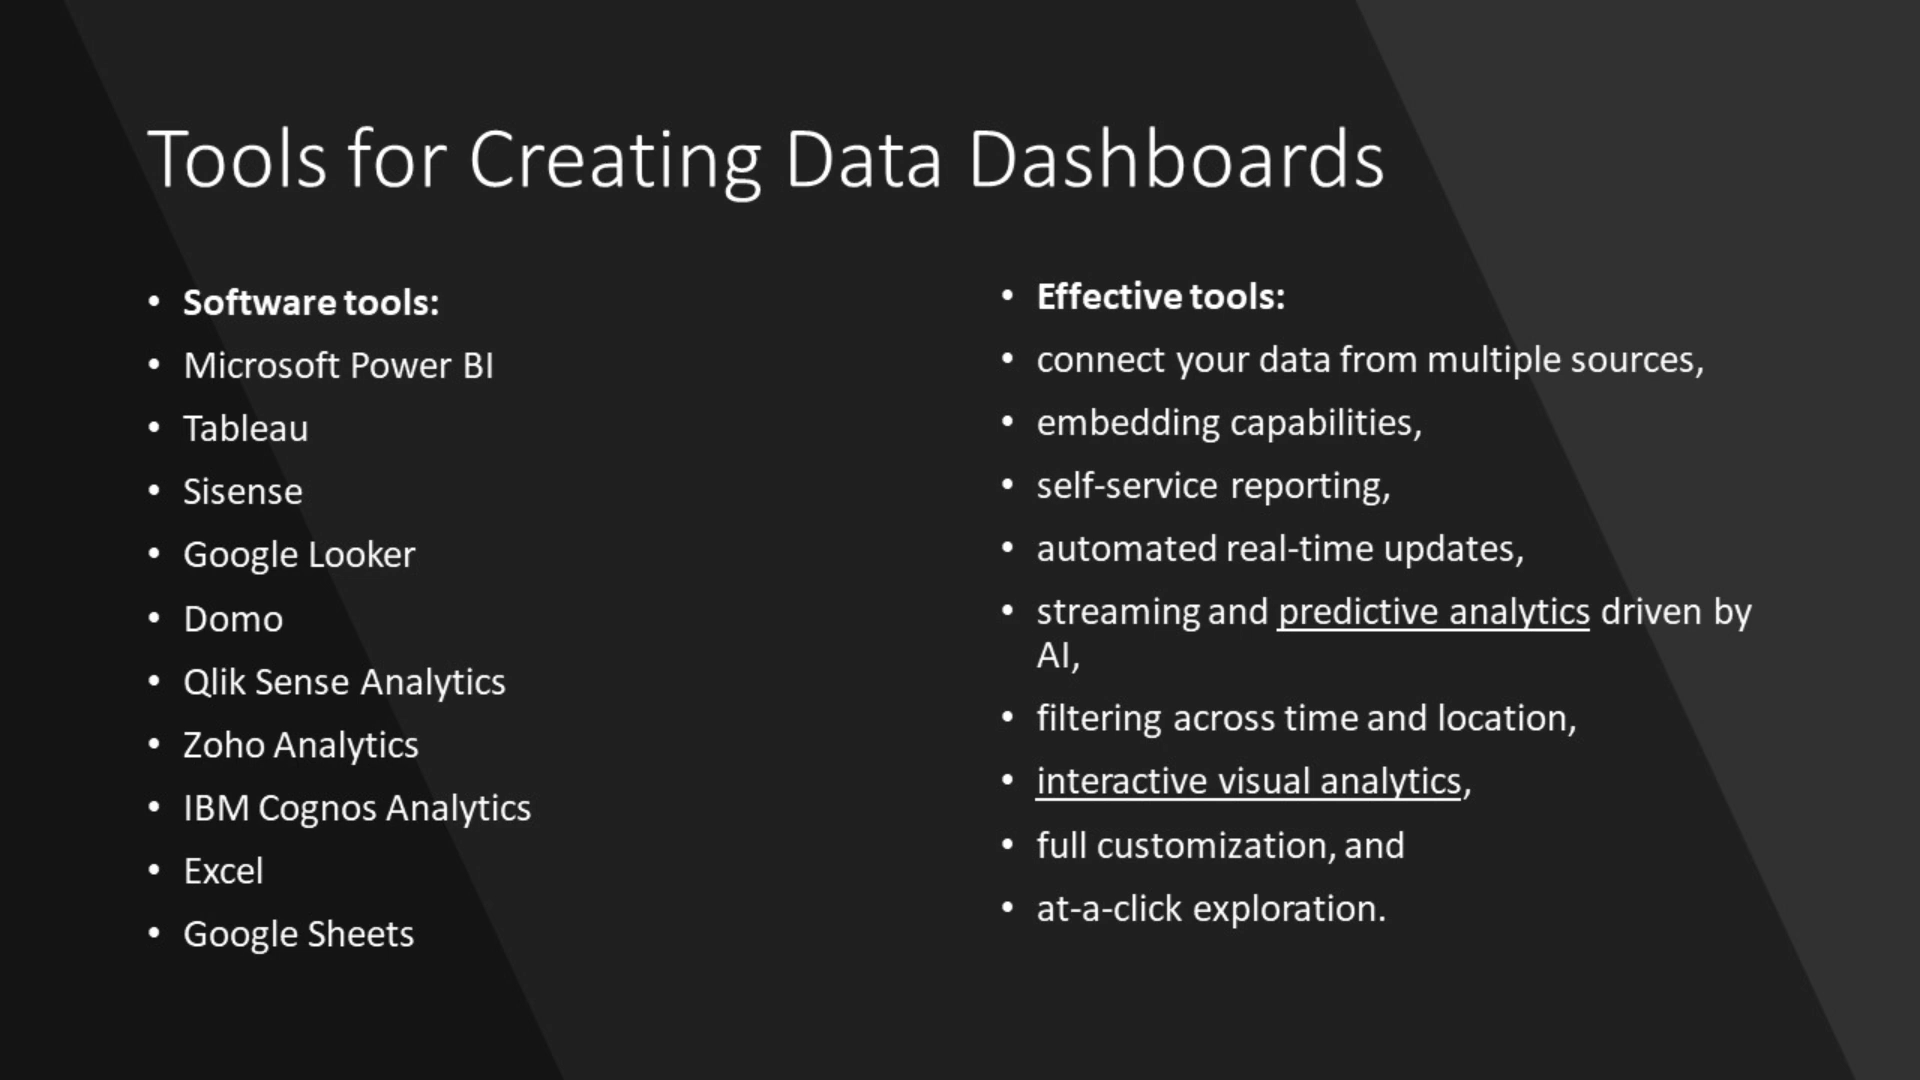 Tools for Creating Data Dashboards
• Software tools:
• Microsoft Power BI
• Tableau
• Sisense
• Google Looker
• Domo
• Qlik Sense Analytics
• Zoho Analytics
• IBM Cognos Analytics
• Excel
• Google Sheets
• Effective tools:
• connect your data from multiple sources,
• embedding capabilities,
• self-service reporting,
• automated real-time updates,
• streaming and predictive analytics driven by
AI,
• filtering across time and location,
• interactive visual analytics,
• full customization, and
• at-a-click exploration.